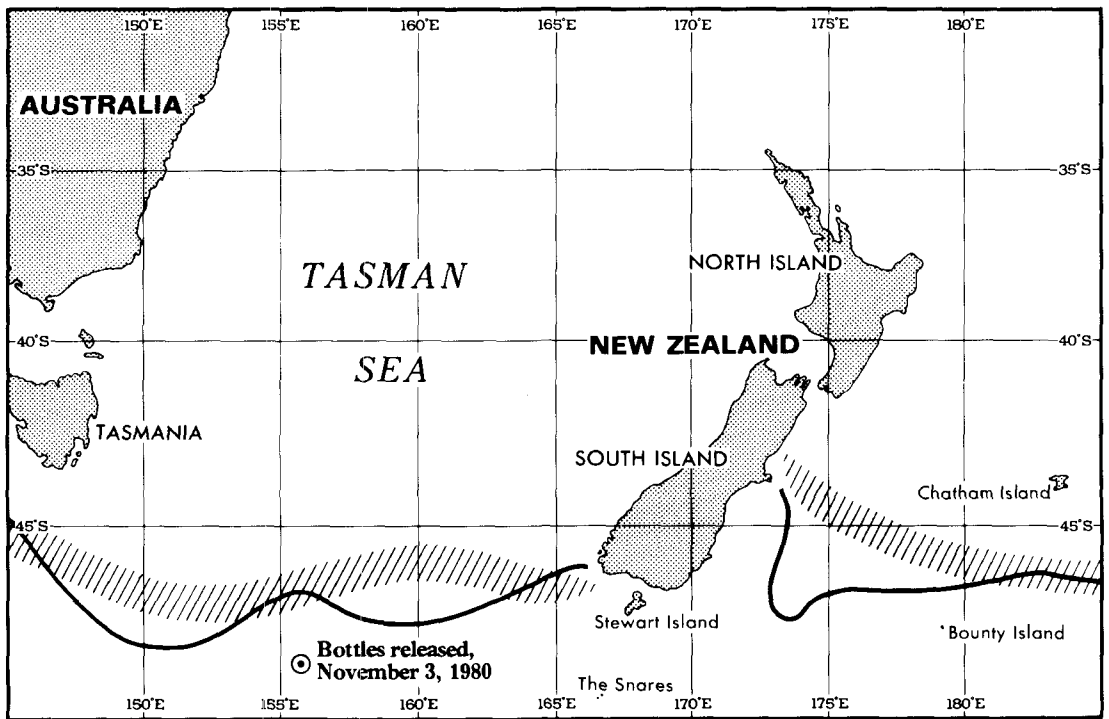 150°E 155°E 160°E 165°E 170°E 175°E 180°E
AUSTRALIA
35°S 35°S
NORTH ISLAND
TASMAN
40°S 40°S
NEW ZEALAND
SEA
TASMANIA
SOUTH ISLAND
Chatham Island
45°S 45°S
Stewart Island
Bounty Island
Bottles released,
November 3, 1980
The Snares
150°E 155°E 160°E 165°E 170°E 175°E 180°E